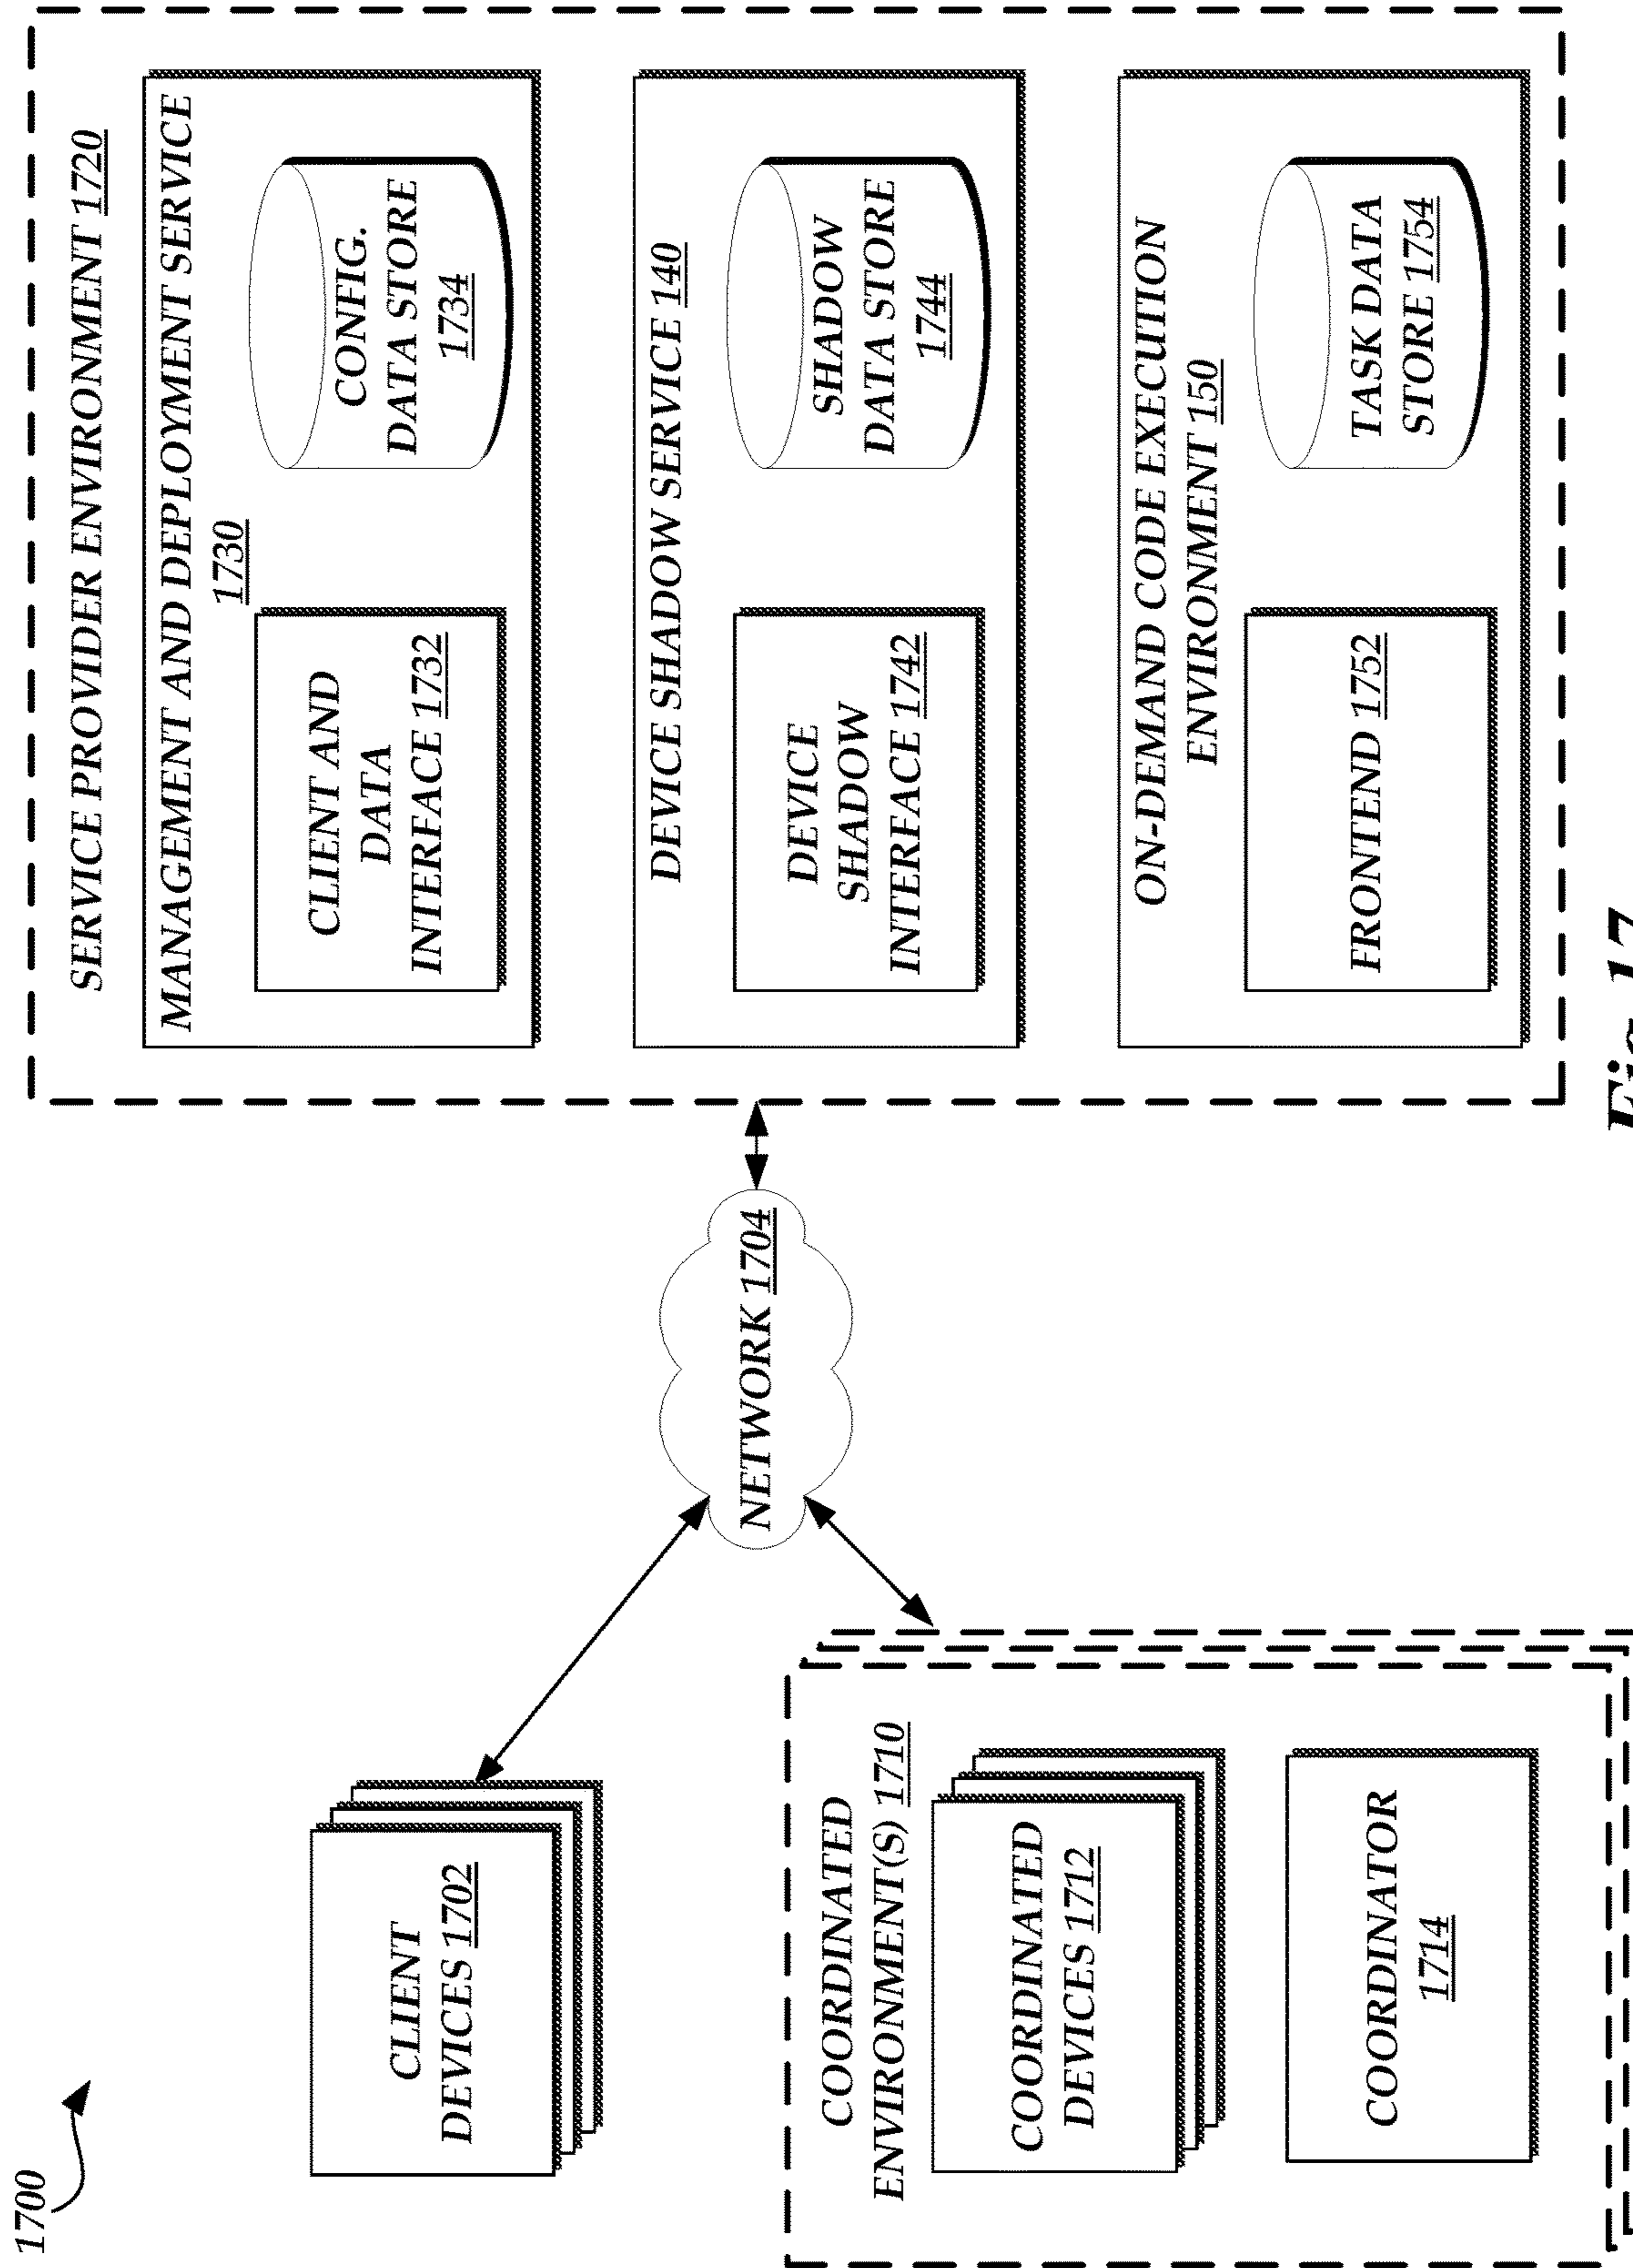 1700
CLIENT
DEVICES 1702
COORDINATED
ENVIRONMENT(S) 1710
COORDINATED
DEVICES 1712
COORDINATOR
1714
NETWORK 1704
SERVICE PROVIDER ENVIRONMENT 1720
MANAGEMENT AND DEPLOYMENT SERVICE
1730
CLIENT AND
DATA
INTERFACE 1732
CONFIG.
DATA STORE
1734
DEVICE SHADOW SERVICE 140
DEVICE
SHADOW
INTERFACE 1742
SHADOW
DATA STORE
1744
ON-DEMAND CODE EXECUTION
ENVIRONMENT 150
FRONTEND 1752
TASK DATA
STORE 1754
Fig. 17